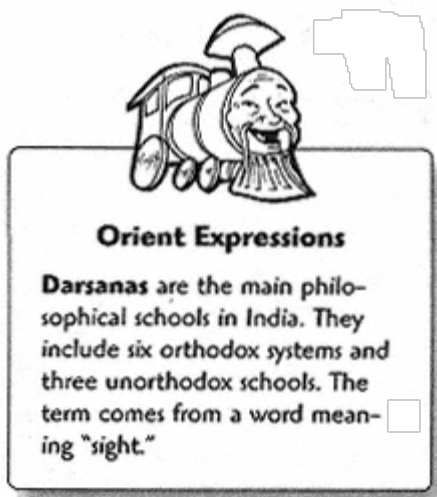 Orient Expressions
Darsanas are the main philo-
sophical schools in India. They
include six orthodox systems and
three unorthodox schools. The
term comes from a word mean-
ing "sight."